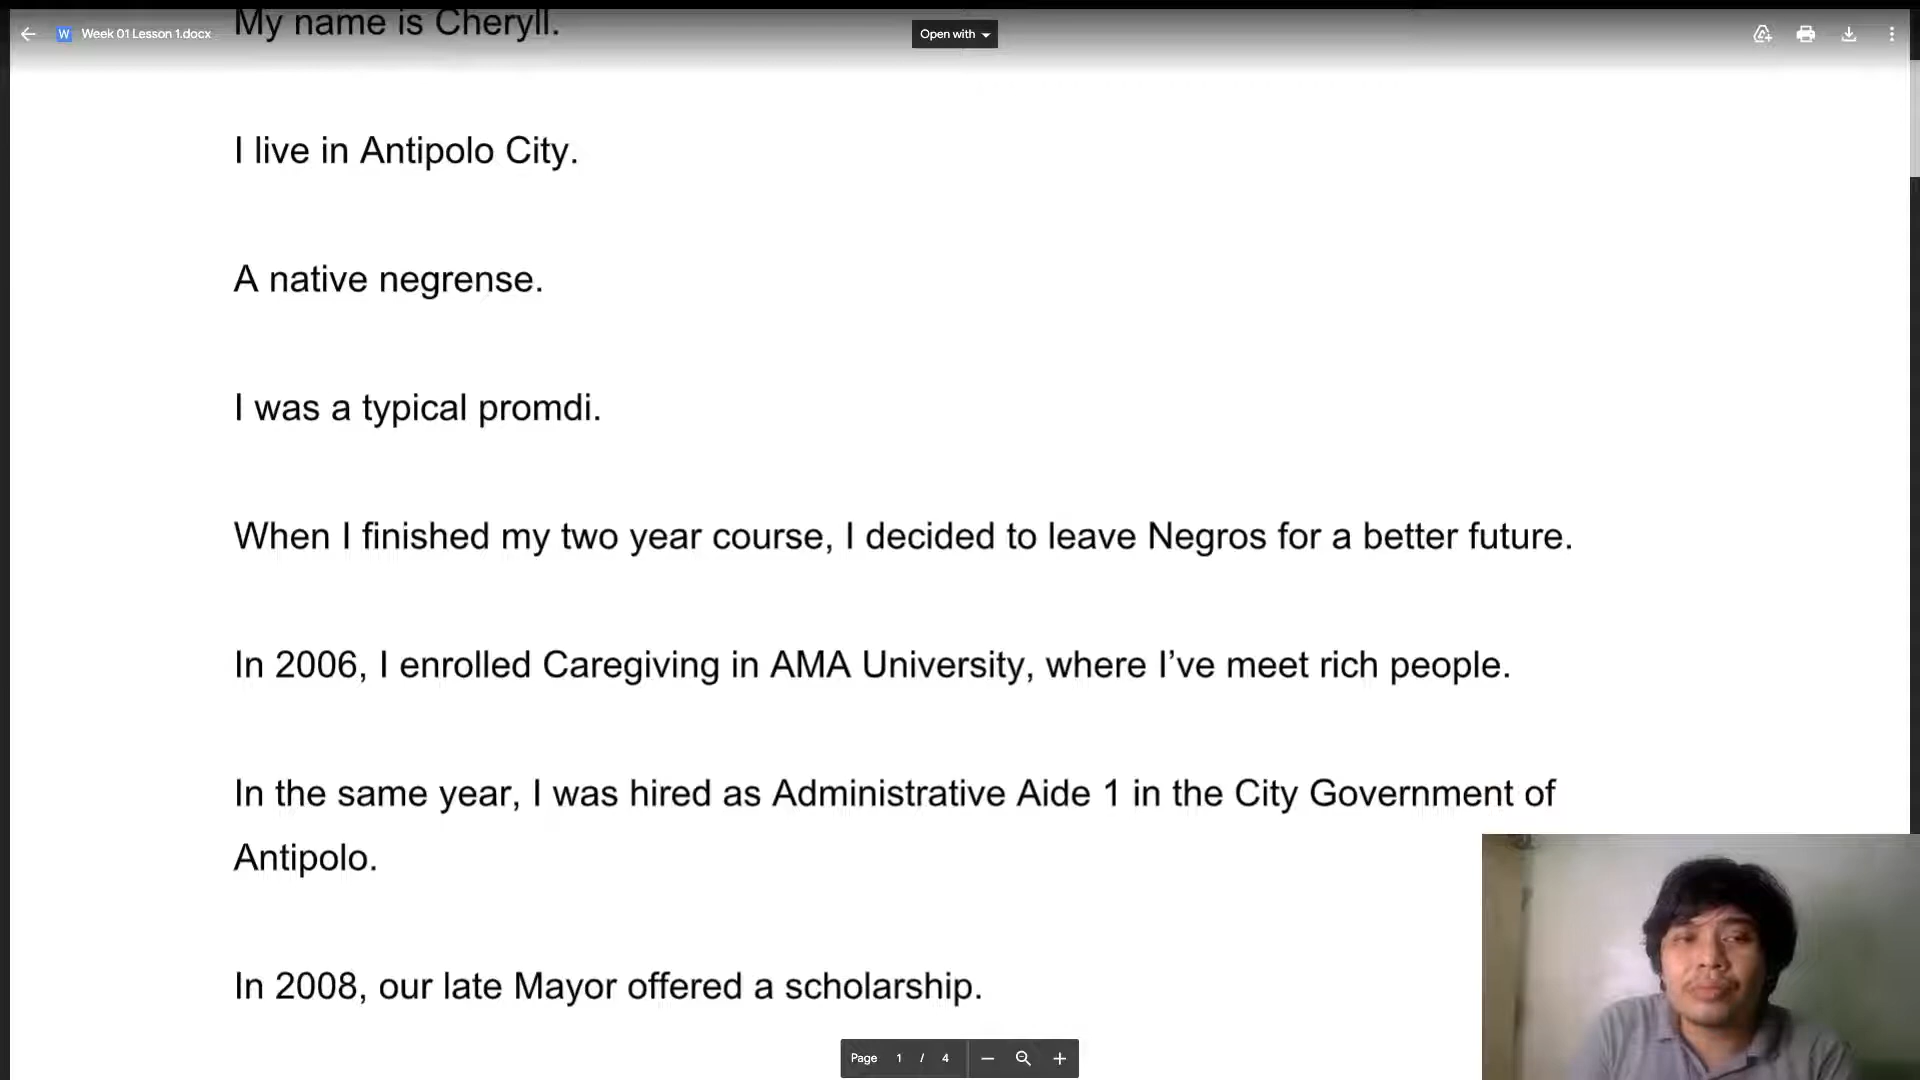 My name is Cheryll.
Week 01 Lesson 1.docx
Open with
I live in Antipolo City.
A native negrense.
I was a typical promdi.
When I finished my two year course, I decided to leave Negros for a better future.
In 2006, I enrolled Caregiving in AMA University, where I’ve meet rich people.
In the same year, I was hired as Administrative Aide 1 in the City Government of
Antipolo.
In 2008, our late Mayor offered a scholarship.
Page 1 / 4